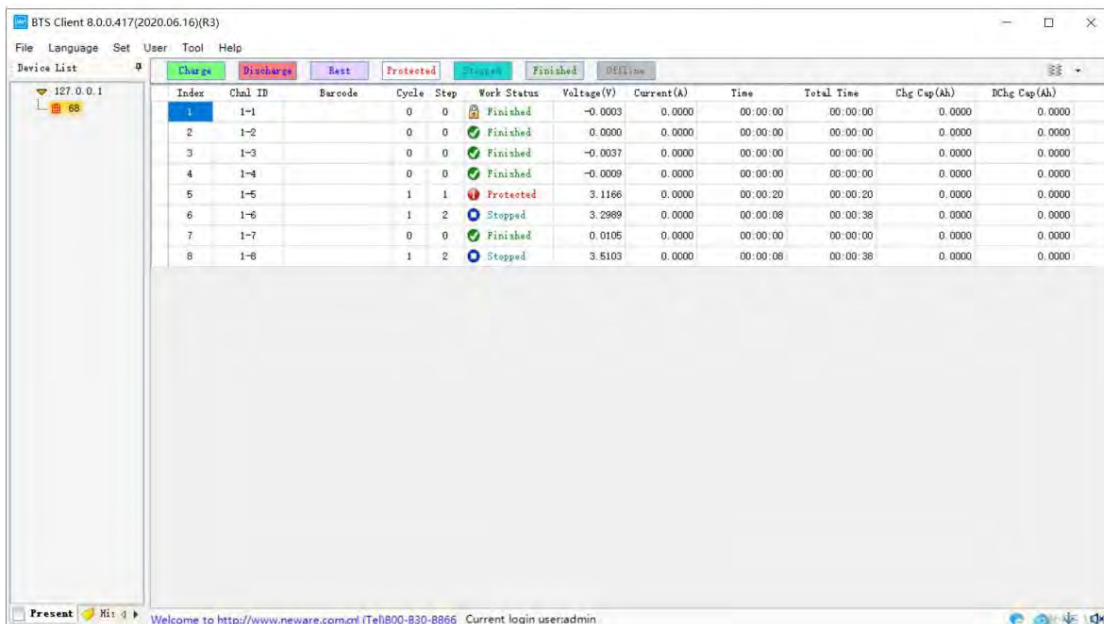 BTS Client 8.0.0.417(2020.06.16)(R3)
File Language Set User Tool Help
Device List
127.0.0.1
68
Charge Discharge Rest Protected Stopped Finished Offline
Index Chnl ID Barcode Cycle Step Work Status Voltage(V) Current(A) Time Total Time Chg Cap(Ah) DChg Cap(Ah)
1 1-1 0 0 Finished -0.0003 0.0000 00:00:00 00:00:00 0.0000 0.0000
2 1-2 0 0 Finished 0.0000 0.0000 00:00:00 00:00:00 0.0000 0.0000
3 1-3 0 0 Finished -0.0037 0.0000 00:00:00 00:00:00 0.0000 0.0000
4 1-4 0 0 Finished -0.0009 0.0000 00:00:00 00:00:00 0.0000 0.0000
5 1-5 1 1 Protected 3.1166 0.0000 00:00:20 00:00:20 0.0000 0.0000
6 1-6 1 2 Stopped 3.2989 0.0000 00:00:08 00:00:38 0.0000 0.0000
7 1-7 0 0 Finished 0.0105 0.0000 00:00:00 00:00:00 0.0000 0.0000
8 1-8 1 2 Stopped 3.5103 0.0000 00:00:08 00:00:38 0.0000 0.0000
Present His
Welcome to http://www.neware.com.cn! (Tel)800-830-8866 Current login user:admin